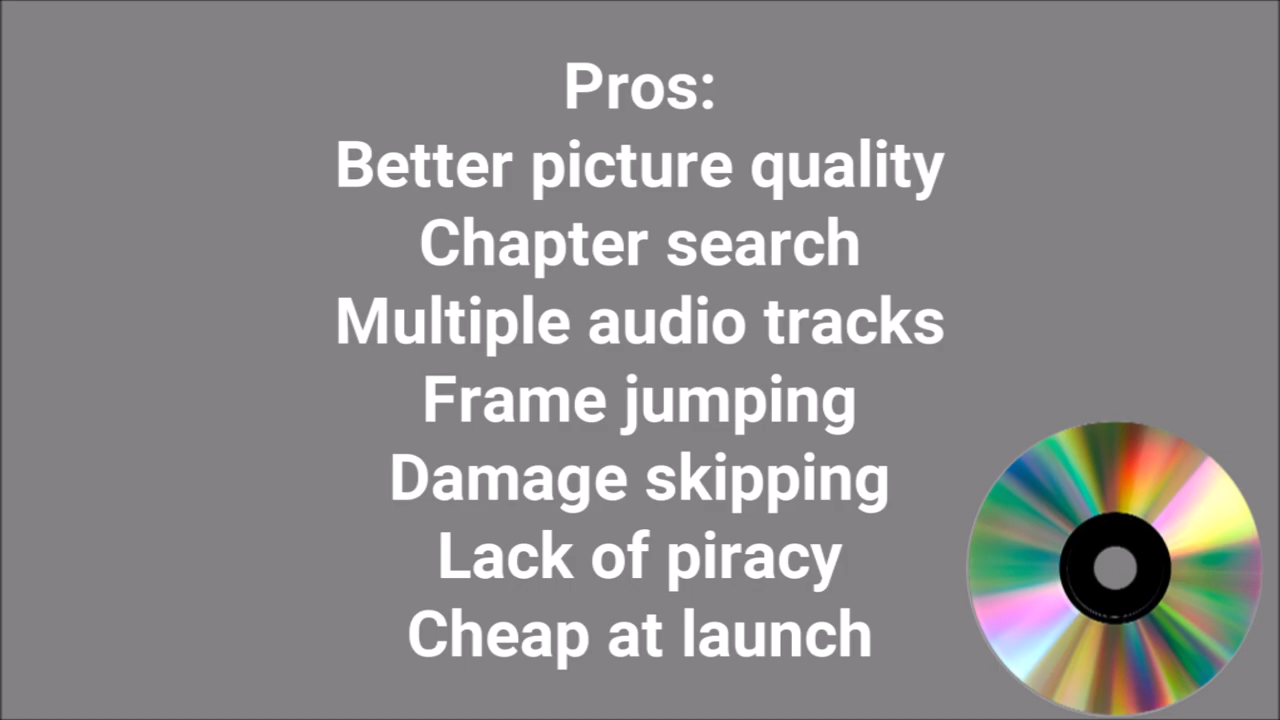 Pros:
Better picture quality
Chapter search
Multiple audio tracks
Frame jumping
Damage skipping
Lack of piracy
Cheap at launch